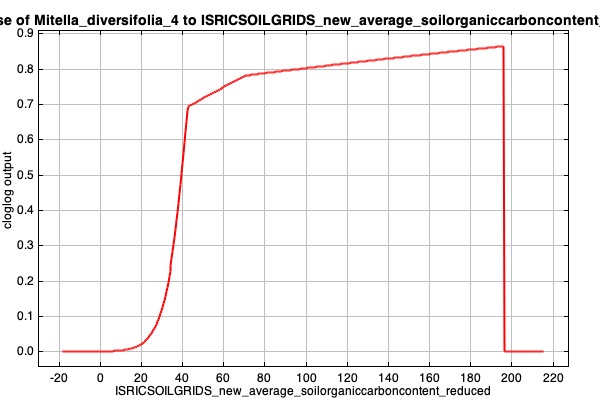 se of Mitella_diversifolia_4 to ISRICSOILGRIDS_new_average_soilorganiccarboncontent_
0.9
0.8
0.7
0.6
0.5
0.4
0.3
0.2
0.1
0.0
cloglog output
-20 0 20 40 60 80 100 120 140 160 180 200 220
ISRICSOILGRIDS_new_average_soilorganiccarboncontent_reduced